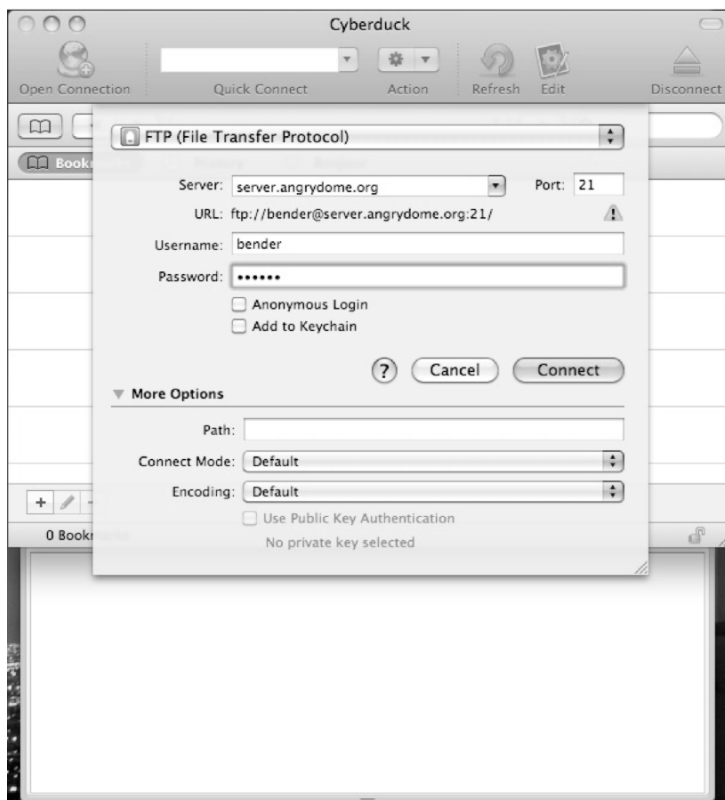 Cyberduck
Open Connection
Quick Connect
Action
Refresh
Edit
Disconnect
FTP (File Transfer Protocol)
Book
Server: server.angrydome.org Port: 21
URL: ftp://bender@server.angrydome.org:21/
Username: bender
Password: ••••••
Anonymous Login
Add to Keychain
? Cancel Connect
More Options
Path:
Connect Mode: Default
Encoding: Default
Use Public Key Authentication
No private key selected
0 Book